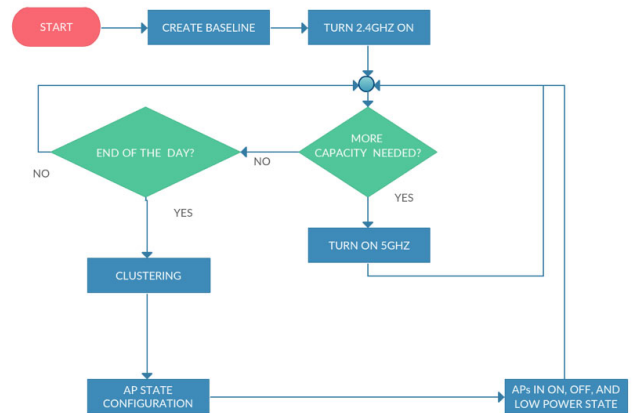 START
CREATE BASELINE
TURN 2.4GHZ ON
END OF THE DAY?
MORE
CAPACITY NEEDED?
NO
NO
YES
YES
TURN ON 5GHZ
CLUSTERING
AP STATE
CONFIGURATION
APs IN ON, OFF, AND
LOW POWER STATE